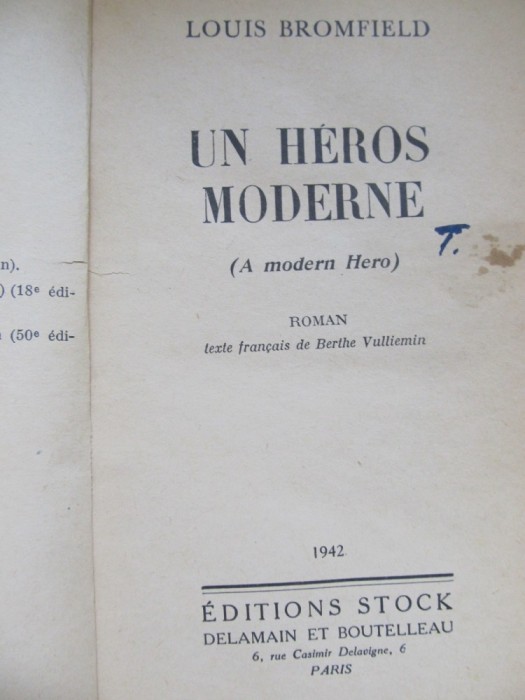 n).
) (18e édi-
(50e édi-
LOUIS BROMFIELD
UN HÉROS
MODERNE
T.
(A modern Hero)
ROMAN
texte français de Berthe Vulliemin
1942
ÉDITIONS STOCK
DELAMAIN ET BOUTELLEAU
6, rue Casimir Delavigne, 6
PARIS